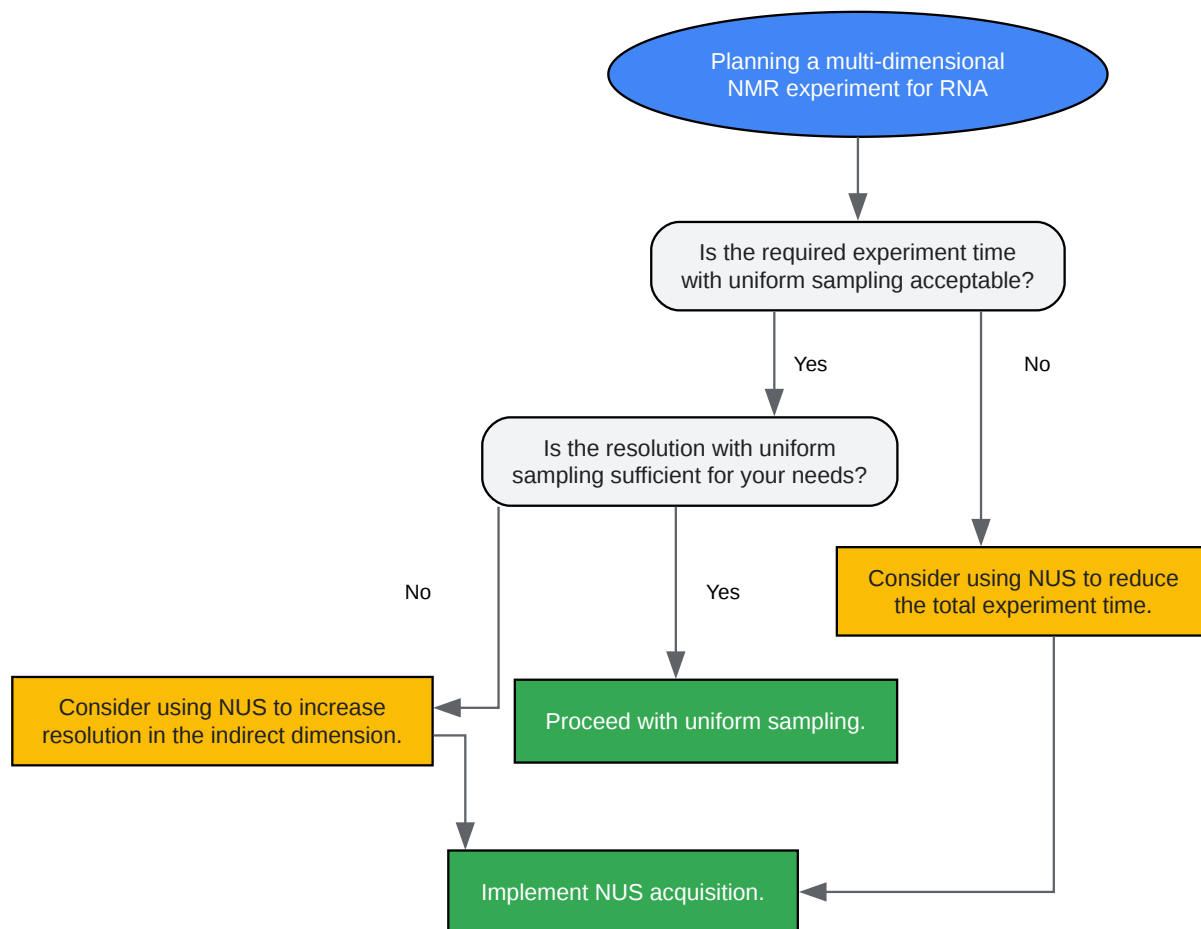 Planning a multi-dimensional
NMR experiment for RNA
Is the required experiment time
with uniform sampling acceptable?
Yes
No
Is the resolution with uniform
sampling sufficient for your needs?
No
Yes
Consider using NUS to reduce
the total experiment time.
Consider using NUS to increase
resolution in the indirect dimension.
Proceed with uniform sampling.
Implement NUS acquisition.